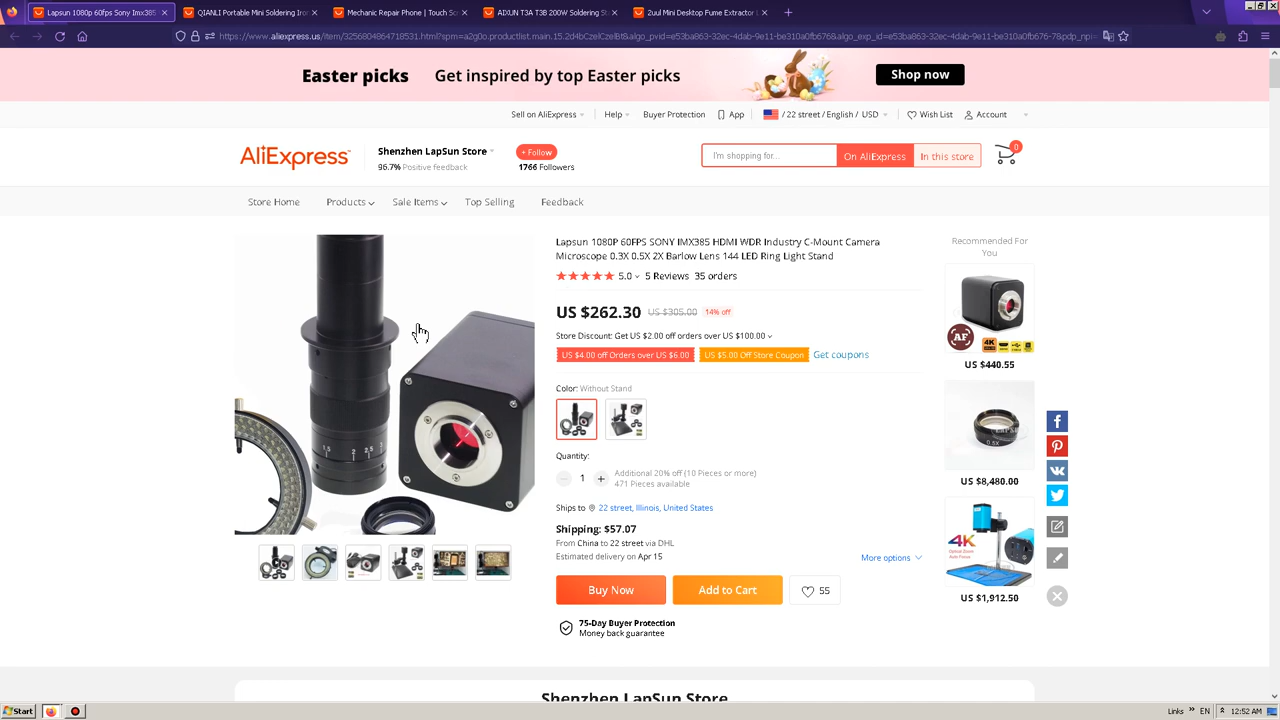 Lapsun 1080p 60fps Sony Imx385
QIANLI Portable Mini Soldering Iron
Mechanic Repair Phone | Touch Scr
AIXUN T3A T3B 200W Soldering St
2uul Mini Desktop Fume Extractor L
Easter picks Get inspired by top Easter picks Shop now
Sell on AliExpress Help Buyer Protection App / 22 street / English / USD Wish List Account
AliExpress
Shenzhen LapSun Store
96.7% Positive feedback
+ Follow
1766 Followers
I'm shopping for...
On AliExpress
In this store
0
Store Home Products Sale Items Top Selling Feedback
Lapsun 1080P 60FPS SONY IMX385 HDMI WDR Industry C-Mount Camera
Microscope 0.3X 0.5X 2X Barlow Lens 144 LED Ring Light Stand
5.0 5 Reviews 35 orders
US $262.30 US $305.00 14% off
Store Discount: Get US $2.00 off orders over US $100.00
US $4.00 off Orders over US $6.00 US $5.00 Off Store Coupon Get coupons
Color: Without Stand
Quantity:
1
Additional 20% off (10 Pieces or more)
471 Pieces available
Ships to 22 street, Illinois, United States
Shipping: $57.07
From China to 22 street via DHL
Estimated delivery on Apr 15
More options
Buy Now Add to Cart 55
75-Day Buyer Protection
Money back guarantee
Recommended For
You
AF
4K
US $440.55
0.5X
US $8,480.00
4K
Optical Zoom
Auto Focus
US $1,912.50
Shenzhen LapSun Store
Start
Links » EN 12:52 AM